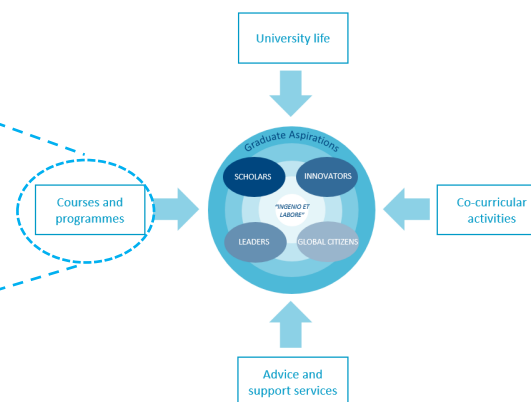 University life
Graduate Aspirations
SCHOLARS
INNOVATORS
Courses and
programmes
"INGENIO ET
LABORE"
Co-curricular
activities
LEADERS
GLOBAL CITIZENS
Advice and
support services